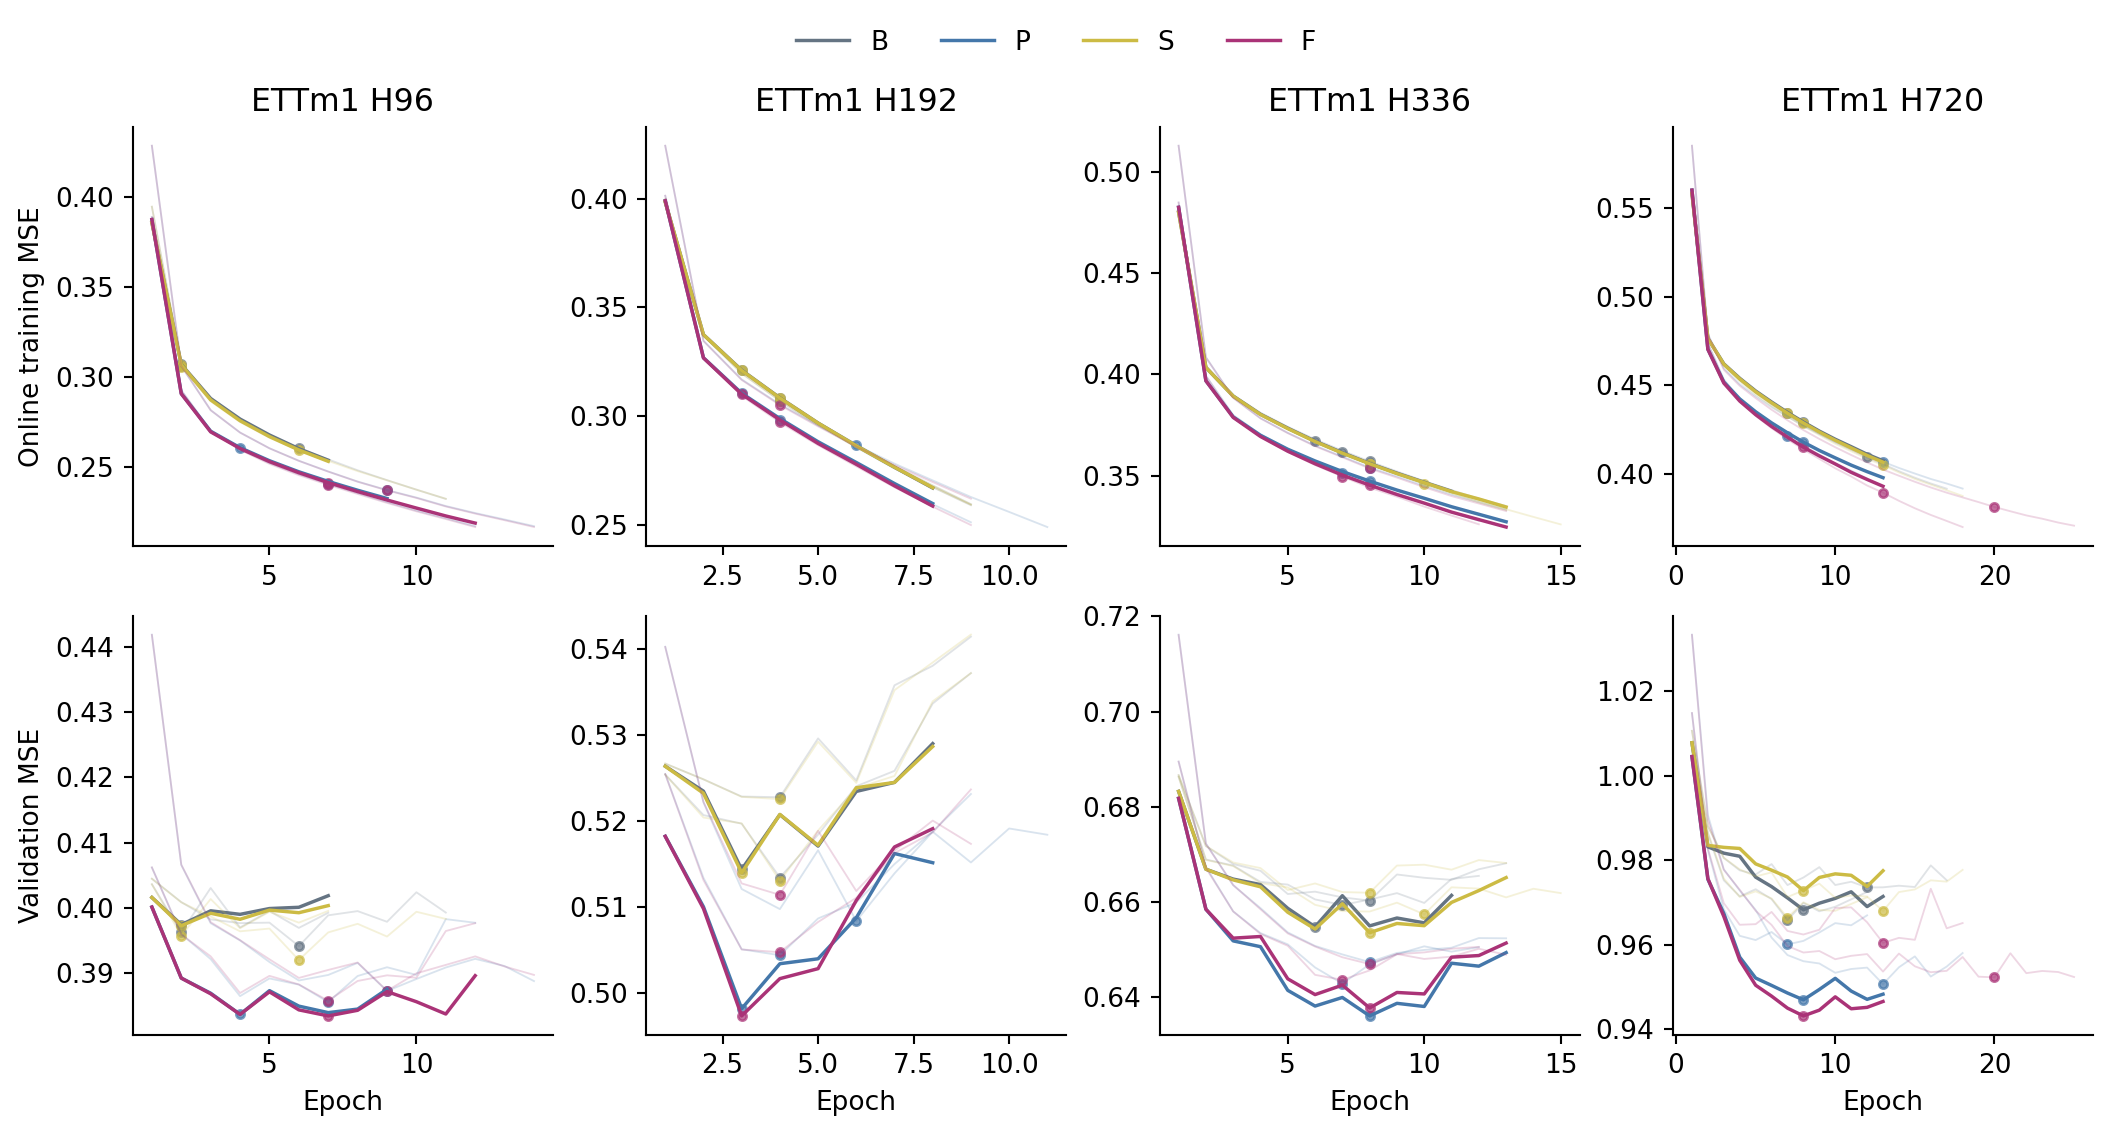 B P S F
ETTm1 H96 ETTm1 H192 ETTm1 H336 ETTm1 H720
Online training MSE
0.40
0.35
0.30
0.25
5 10
0.40
0.35
0.30
0.25
2.5 5.0 7.5 10.0
0.50
0.45
0.40
0.35
5 10 15
0.55
0.50
0.45
0.40
0 10 20
Validation MSE
0.44
0.43
0.42
0.41
0.40
0.39
5 10
Epoch
0.54
0.53
0.52
0.51
0.50
2.5 5.0 7.5 10.0
Epoch
0.72
0.70
0.68
0.66
0.64
5 10 15
Epoch
1.02
1.00
0.98
0.96
0.94
0 10 20
Epoch